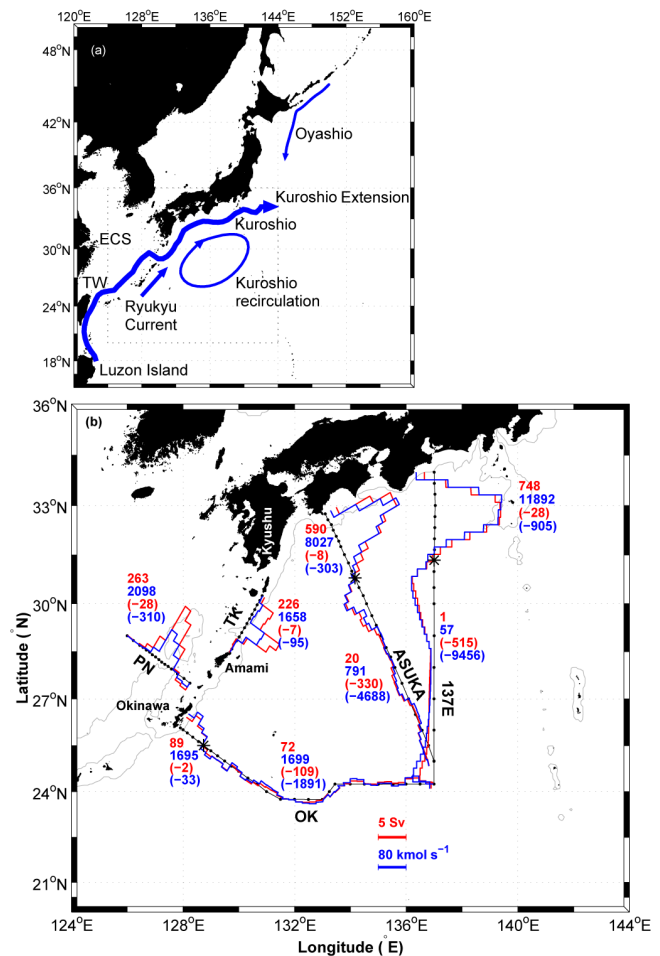 120°E 128°E 136°E 144°E 152°E 160°E
(a)
48°N
42°N
36°N
30°N
24°N
18°N
Oyashio
Kuroshio Extension
Kuroshio
ECS
Kuroshio
recirculation
TW
Ryukyu
Current
Luzon Island
(b)
36°N
33°N
30°N
27°N
24°N
21°N
Latitude (°N)
748
11892
(-28)
(-905)
Kyushu
590
8027
(-8)
(-303)
263
2098
(-28)
(-310)
226
1658
(-7)
(-95)
TK
PN
Amami
Okinawa
1
57
(-515)
(-9456)
20
791
(-330)
(-4688)
ASUKA
137E
89
1695
(-2)
(-33)
72
1699
(-109)
(-1891)
OK
5 Sv
80 kmol s⁻¹
124°E 128°E 132°E 136°E 140°E 144°E
Longitude (°E)